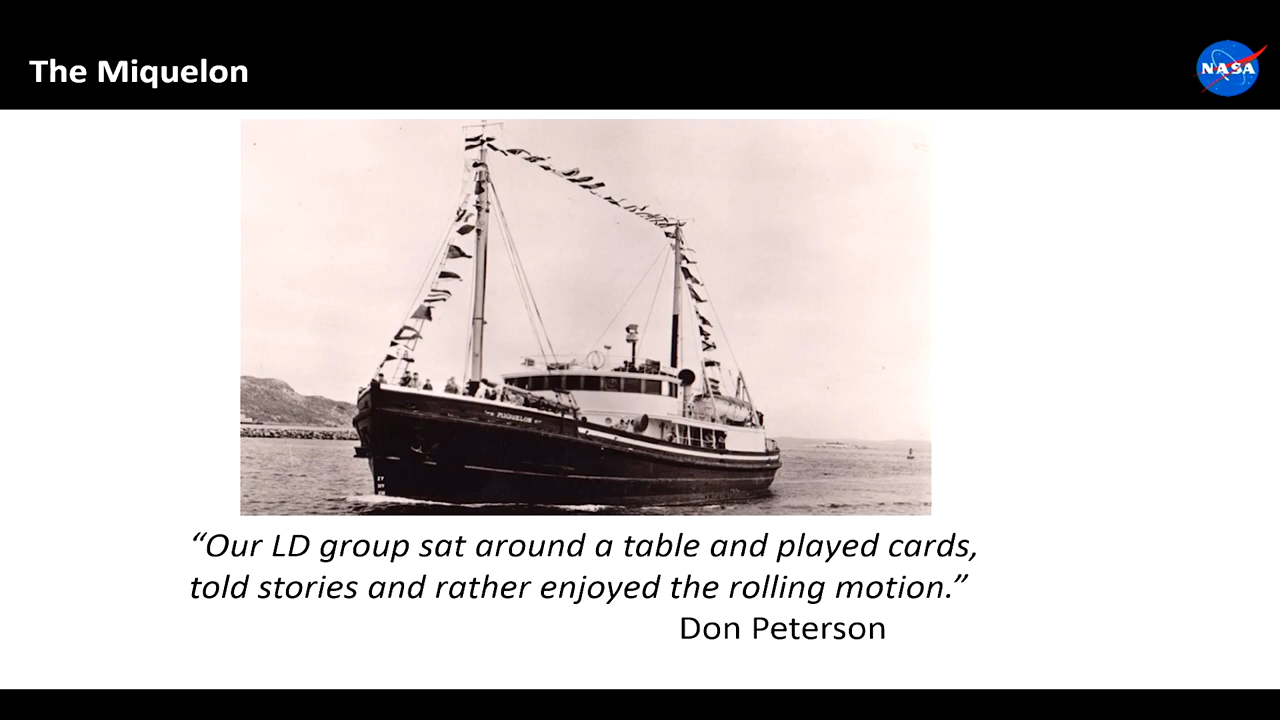 The Miquelon
NASA
MIQUELON
“Our LD group sat around a table and played cards,
told stories and rather enjoyed the rolling motion.”
Don Peterson